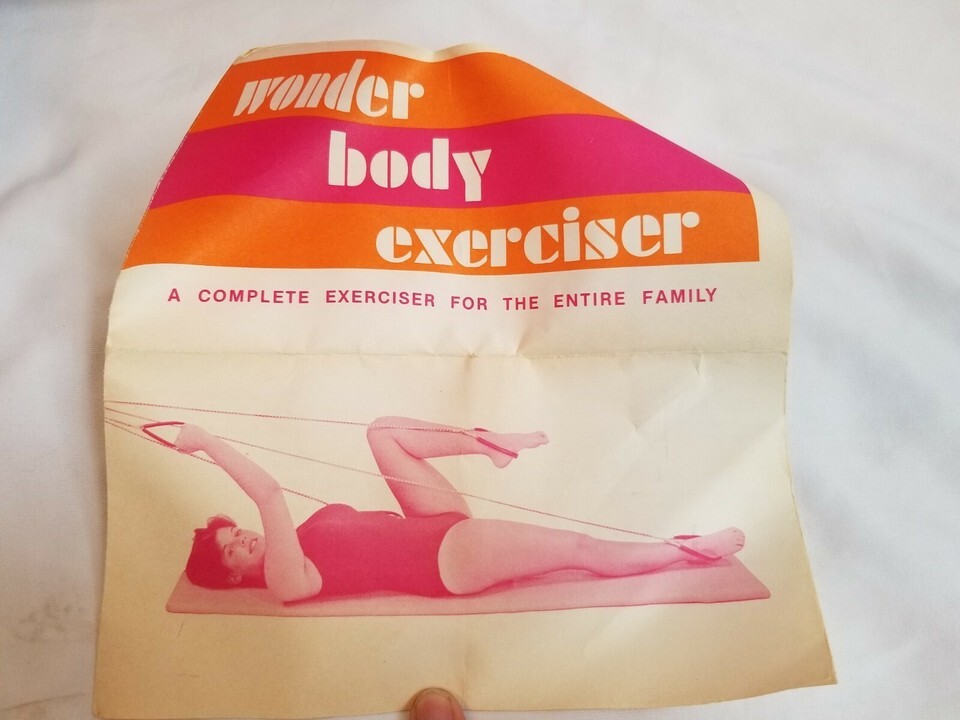 wonder
body
exerciser
A COMPLETE EXERCISER FOR THE ENTIRE FAMILY